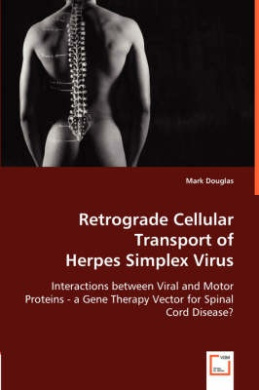 Mark Douglas
Retrograde Cellular
Transport of
Herpes Simplex Virus
Interactions between Viral and Motor
Proteins - a Gene Therapy Vector for Spinal
Cord Disease?
VDM